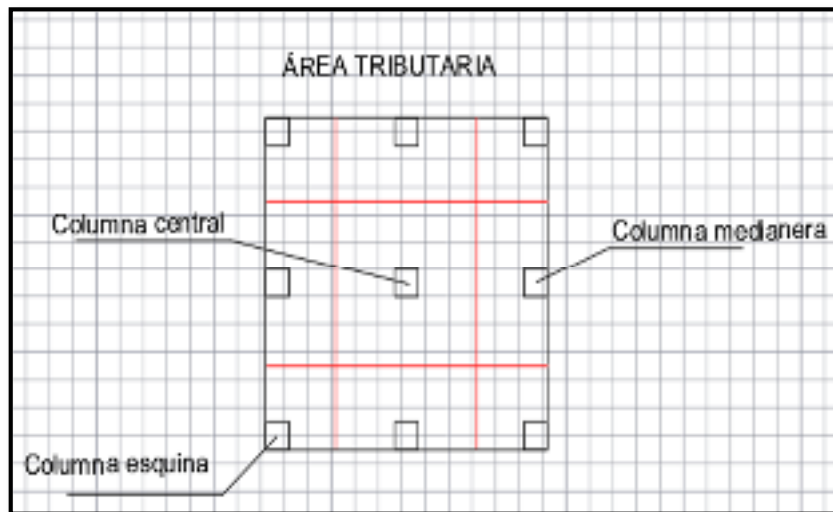 ÁREA TRIBUTARIA
Columna central
Columna medianera
Columna esquina